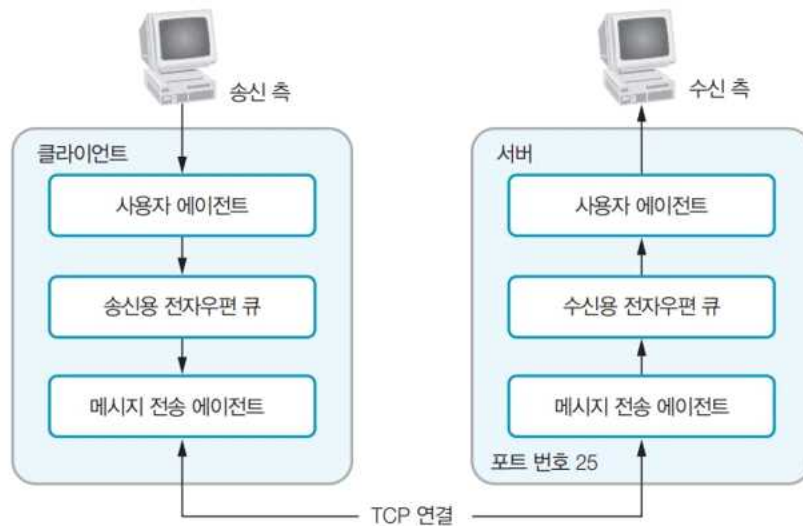 송신 측
수신 측
클라이언트
사용자 에이전트
송신용 전자우편 큐
메시지 전송 에이전트
서버
사용자 에이전트
수신용 전자우편 큐
메시지 전송 에이전트
포트 번호 25
TCP 연결